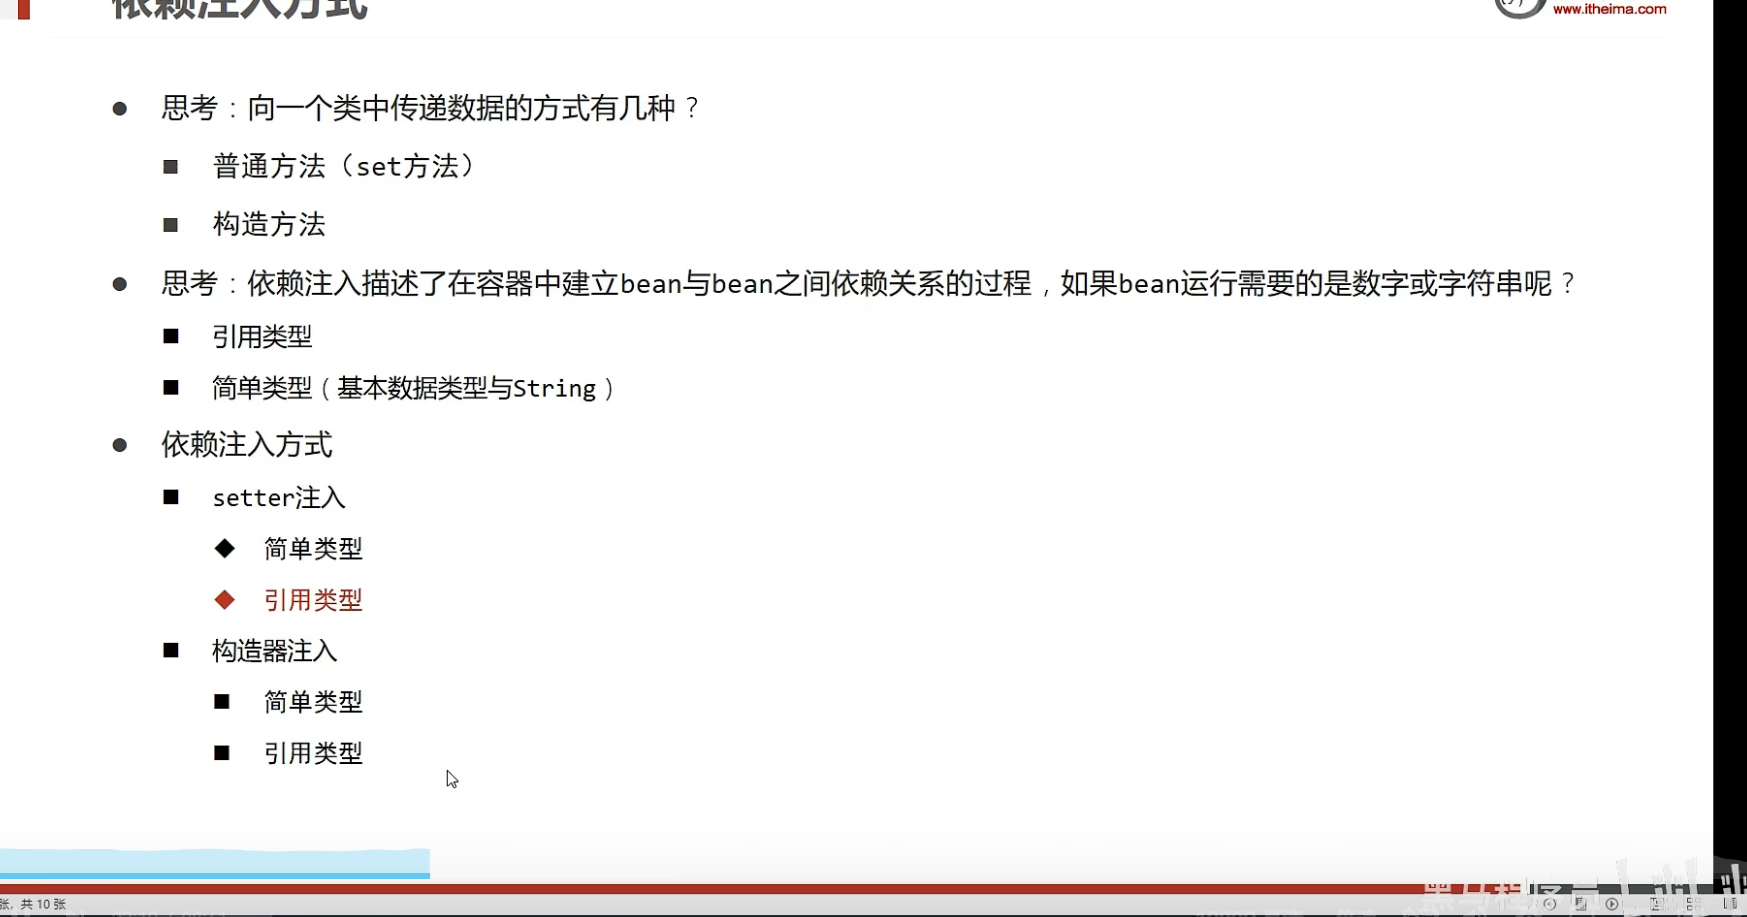 依赖注入方式
www.itheima.com
思考：向一个类中传递数据的方式有几种？
普通方法（set方法）
构造方法
思考：依赖注入描述了在容器中建立bean与bean之间依赖关系的过程，如果bean运行需要的是数字或字符串呢？
引用类型
简单类型（基本数据类型与String）
依赖注入方式
setter注入
简单类型
引用类型
构造器注入
简单类型
引用类型
黑马程序员
张，共 10 张